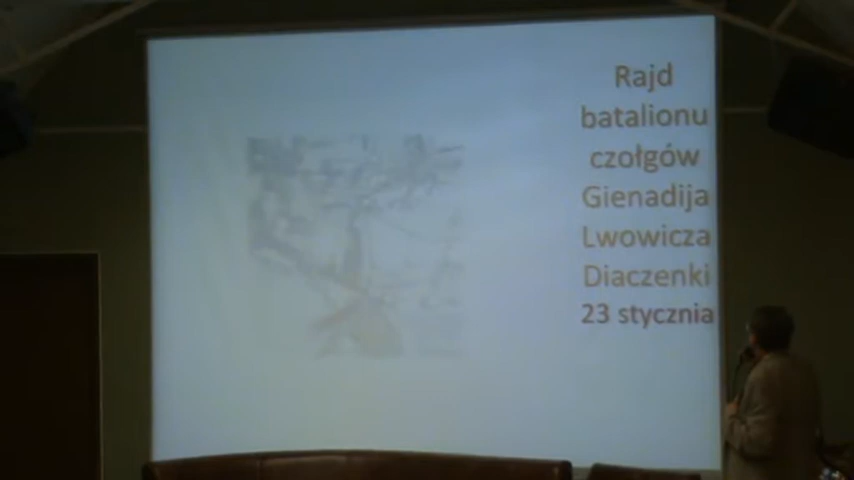 Rajd
batalionu
czołgów
Gienadija
Lwowicza
Diaczenki
23 stycznia